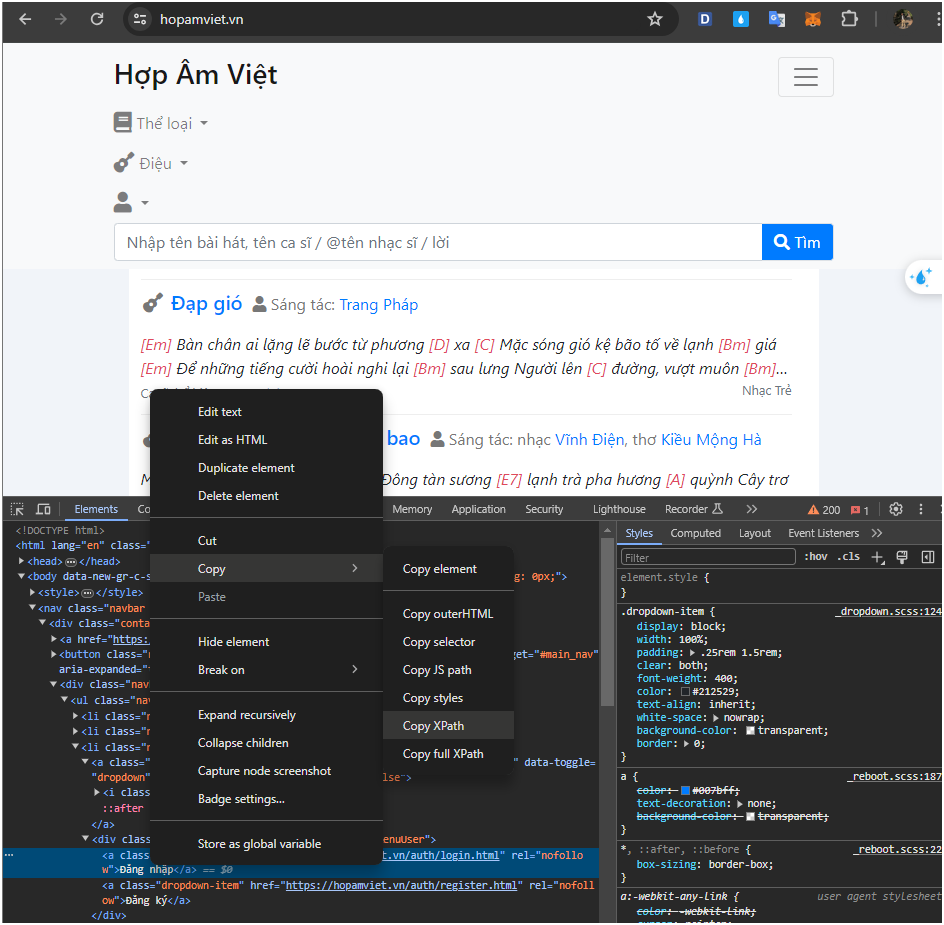 hopamviet.vn
Hợp Âm Việt
Thể loại
Điệu
Nhập tên bài hát, tên ca sĩ / @tên nhạc sĩ / lời
Tìm
Đạp gió Sáng tác: Trang Pháp
[Em] Bàn chân ai lặng lẽ bước từ phương [D] xa [C] Mặc sóng gió kệ bão tố về lạnh [Bm] giá
[Em] Để những tiếng cười hoài nghi lại [Bm] sau lưng Người lên [C] đường, vượt muôn [Bm]...
Nhạc Trẻ
bao Sáng tác: nhạc Vĩnh Điện, thơ Kiều Mộng Hà
Đông tàn sương [E7] lạnh trà pha hương [A] quỳnh Cây trơ
Edit text
Edit as HTML
Duplicate element
Delete element
Cut
Copy
Paste
Hide element
Break on
Expand recursively
Collapse children
Capture node screenshot
Badge settings...
Store as global variable
Copy element
Copy outerHTML
Copy selector
Copy JS path
Copy styles
Copy XPath
Copy full XPath
Elements
Memory
Application
Security
Lighthouse
Recorder
200
1
<!DOCTYPE html>
<html lang="en" class=
<head> </head>
<body data-new-gr-c-s
g: 0px;">
<style> </style>
<nav class="navbar
<div class="conta
<a href="https:
<button class="
get="#main_nav"
aria-expanded="
<div class="nav
<ul class="nav
<li class="
<li class="
<li class="
<a class=
" data-toggle=
"dropdown"
lse">
<i class
::after
</a>
<div class
enuUser">
<a class
t.vn/auth/login.html" rel="nofollo
w">Đăng nhập</a> == $0
<a class="dropdown-item" href="https://hopamviet.vn/auth/register.html" rel="nofoll
ow">Đăng ký</a>
</div>
Styles
Computed
Layout
Event Listeners
Filter
:hov
.cls
element.style {
}
.dropdown-item {
_dropdown.scss:124
display: block;
width: 100%;
padding: .25rem 1.5rem;
clear: both;
font-weight: 400;
color: #212529;
text-align: inherit;
white-space: nowrap;
background-color: transparent;
border: 0;
}
a {
_reboot.scss:187
color: #007bff;
text-decoration: none;
background-color: transparent;
}
*, ::after, ::before {
_reboot.scss:22
box-sizing: border-box;
}
a:-webkit-any-link {
user agent stylesheet
color: -webkit-link;